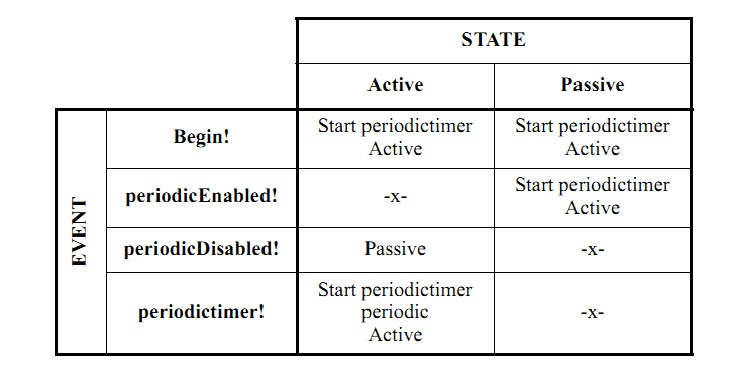 STATE
Active Passive
EVENT
Begin! Start periodictimer Start periodictimer
Active Active
periodicEnabled! -x- Start periodictimer
Active
periodicDisabled! Passive -x-
Start periodictimer
periodictimer! periodic -x-
Active